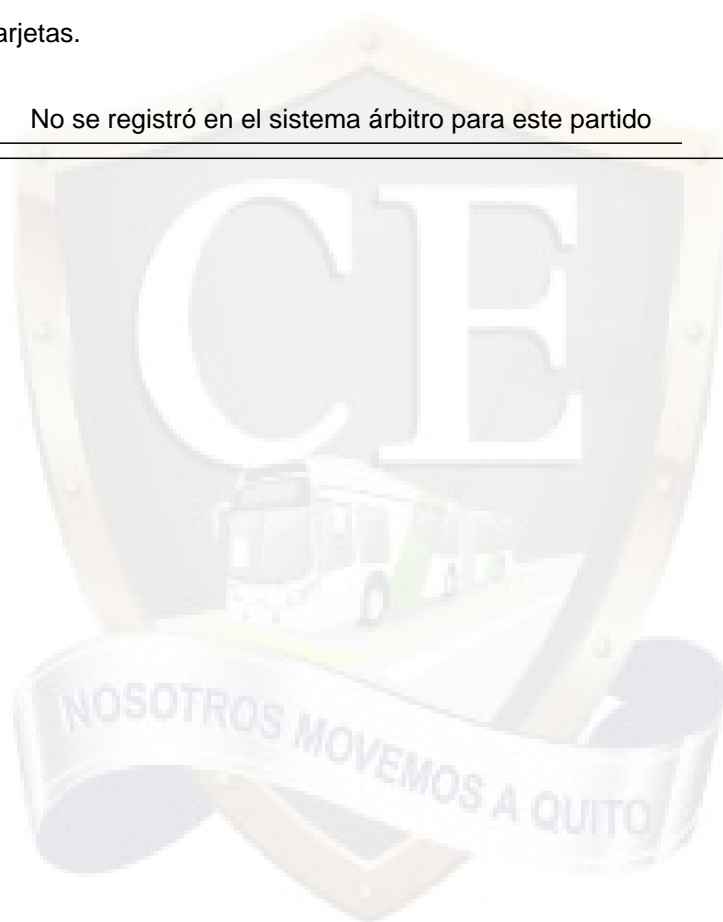 arjetas.
No se registró en el sistema árbitro para este partido
CE
NOSOTROS MOVEMOS A QUITO